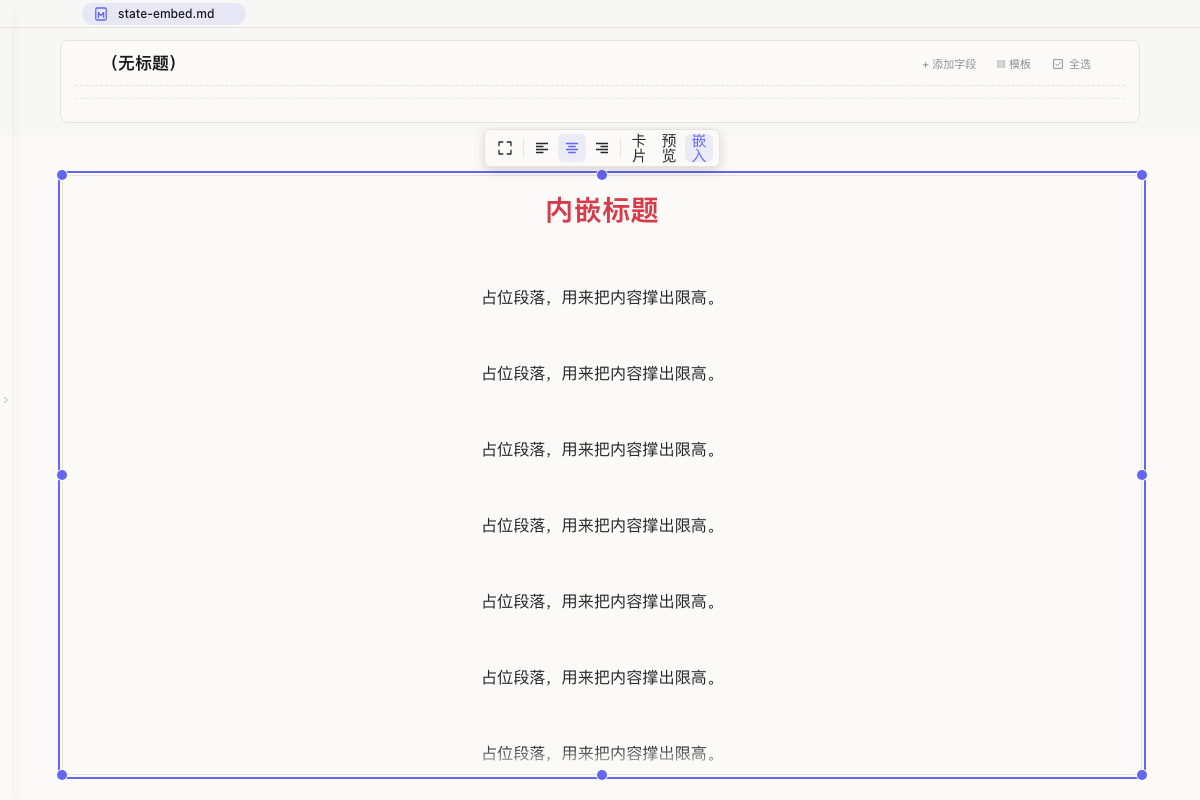 state-embed.md
(无标题)
+ 添加字段 模板 全选
卡片 预览 嵌入
内嵌标题
占位段落，用来把内容撑出限高。
占位段落，用来把内容撑出限高。
占位段落，用来把内容撑出限高。
占位段落，用来把内容撑出限高。
占位段落，用来把内容撑出限高。
占位段落，用来把内容撑出限高。
占位段落，用来把内容撑出限高。